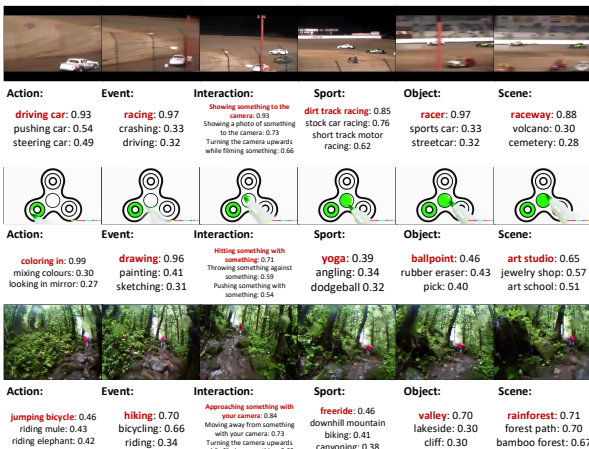 Action: Event: Interaction: Sport: Object: Scene:
driving car: 0.93
pushing car: 0.54
steering car: 0.49
racing: 0.97
crashing: 0.33
driving: 0.32
Showing something to the
camera: 0.93
Showing a photo of something
to the camera: 0.73
Turning the camera upwards
while filming something: 0.66
dirt track racing: 0.85
stock car racing: 0.76
short track motor
racing: 0.62
racer: 0.97
sports car: 0.33
streetcar: 0.32
raceway: 0.88
volcano: 0.30
cemetery: 0.28
Action: Event: Interaction: Sport: Object: Scene:
coloring in: 0.99
mixing colours: 0.30
looking in mirror: 0.27
drawing: 0.96
painting: 0.41
sketching: 0.31
Hitting something with
something: 0.71
Throwing something against
something: 0.59
Pushing something with
something: 0.54
yoga: 0.39
angling: 0.34
dodgeball 0.32
ballpoint: 0.46
rubber eraser: 0.43
pick: 0.40
art studio: 0.65
jewelry shop: 0.57
art school: 0.51
Action: Event: Interaction: Sport: Object: Scene:
jumping bicycle: 0.46
riding mule: 0.43
riding elephant: 0.42
hiking: 0.70
bicycling: 0.66
riding: 0.34
Approaching something with
your camera: 0.84
Moving away from something
with your camera: 0.73
Turning the camera upwards
freeride: 0.46
downhill mountain
biking: 0.41
canyoning: 0.38
valley: 0.70
lakeside: 0.30
cliff: 0.30
rainforest: 0.71
forest path: 0.70
bamboo forest: 0.67